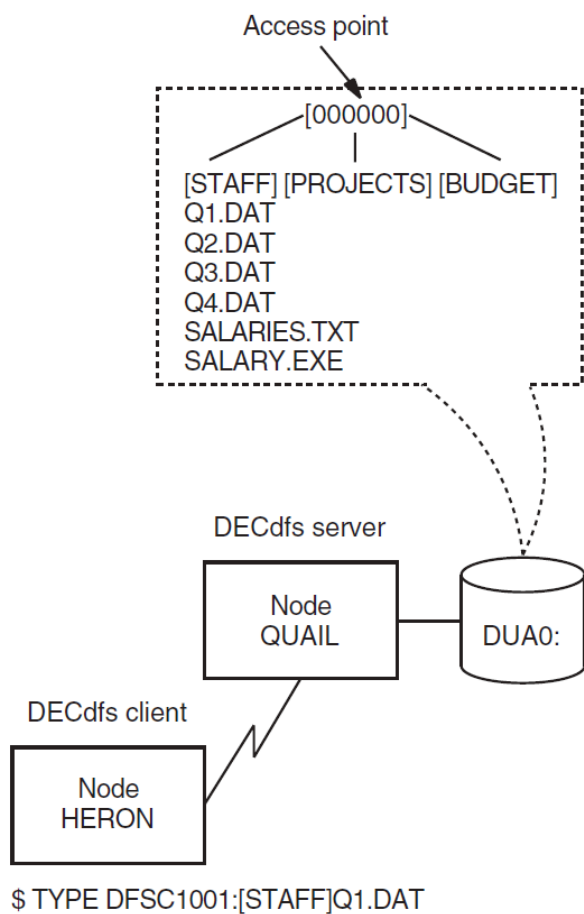 Access point
[000000]
[STAFF] [PROJECTS] [BUDGET]
Q1.DAT
Q2.DAT
Q3.DAT
Q4.DAT
SALARIES.TXT
SALARY.EXE
DECdfs server
Node
QUAIL
DUA0:
DECdfs client
Node
HERON
$ TYPE DFSC1001:[STAFF]Q1.DAT